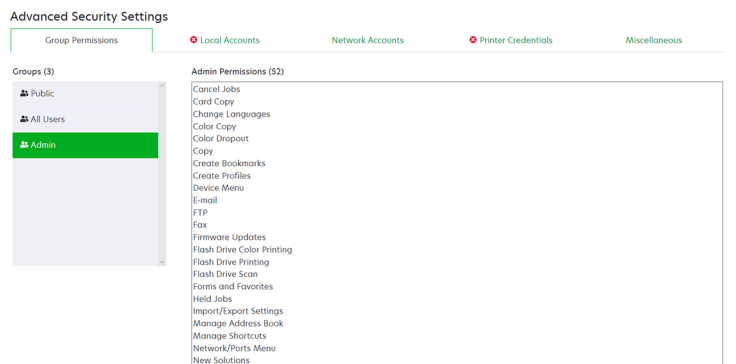 Advanced Security Settings
Group Permissions
Local Accounts
Network Accounts
Printer Credentials
Miscellaneous
Groups (3)
Public
All Users
Admin
Admin Permissions (52)
Cancel Jobs
Card Copy
Change Languages
Color Copy
Color Dropout
Copy
Create Bookmarks
Create Profiles
Device Menu
E-mail
FTP
Fax
Firmware Updates
Flash Drive Color Printing
Flash Drive Printing
Flash Drive Scan
Forms and Favorites
Held Jobs
Import/Export Settings
Manage Address Book
Manage Shortcuts
Network/Ports Menu
New Solutions